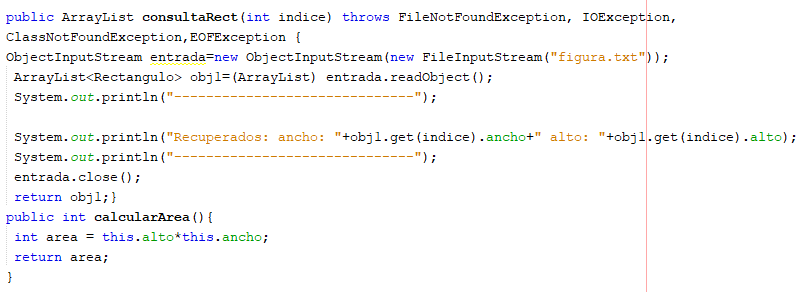 public ArrayList consultaRect(int indice) throws FileNotFoundException, IOException,
ClassNotFoundException,EOFException {
ObjectInputStream entrada=new ObjectInputStream(new FileInputStream("figura.txt"));
ArrayList<Rectangulo> obj1=(ArrayList) entrada.readObject();
System.out.println("------------------------------");
System.out.println("Recuperados: ancho: "+obj1.get(indice).ancho+" alto: "+obj1.get(indice).alto);
System.out.println("------------------------------");
entrada.close();
return obj1;}
public int calcularArea(){
int area = this.alto*this.ancho;
return area;
}